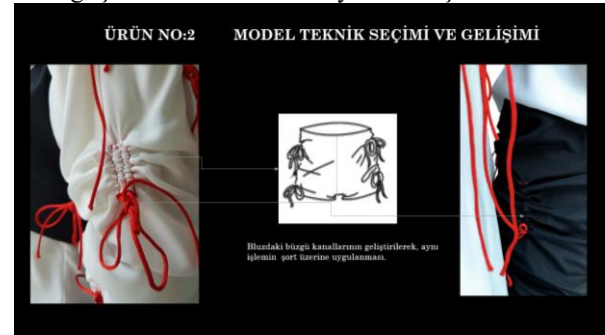 ÜRÜN NO:2 MODEL TEKNİK SEÇİMİ VE GELİŞİMİ
Bluzdaki büzgü kanallarının geliştirilerek, aynı
işlemin şort üzerine uygulanması.